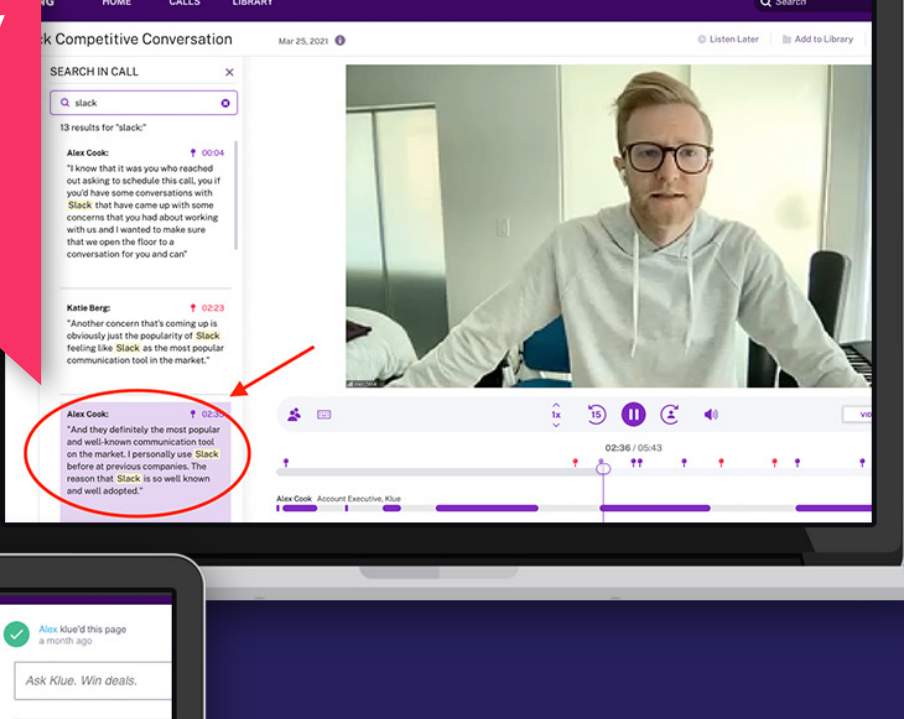 HOME CALLS LIBRARY Search
k Competitive Conversation Mar 25, 2021 Listen Later Add to Library
SEARCH IN CALL
slack
13 results for "slack:"
Alex Cook: 00:04
"I know that it was you who reached
out asking to schedule this call, you if
you'd have some conversations with
Slack that have came up with some
concerns that you had about working
with us and I wanted to make sure
that we open the floor to a
conversation for you and can"
Katie Berg: 02:23
"Another concern that's coming up is
obviously just the popularity of Slack
feeling like Slack as the most popular
communication tool in the market."
Alex Cook: 02:35
"And they definitely the most popular
and well-known communication tool
on the market. I personally use Slack
before at previous companies. The
reason that Slack is so well known
and well adopted."
1x 15 VID
02:36 / 05:43
Alex Cook Account Executive, Klue
Alex klue'd this page
a month ago
Ask Klue. Win deals.